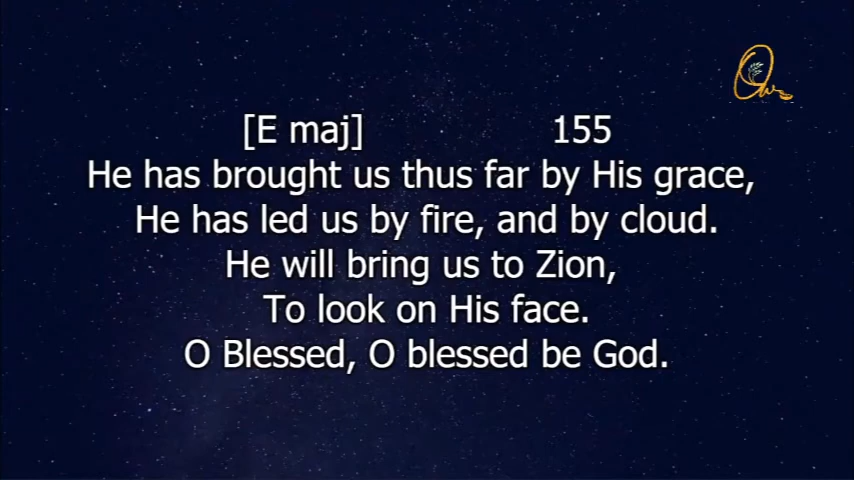 [E maj] 155
He has brought us thus far by His grace,
He has led us by fire, and by cloud.
He will bring us to Zion,
To look on His face.
O Blessed, O blessed be God.